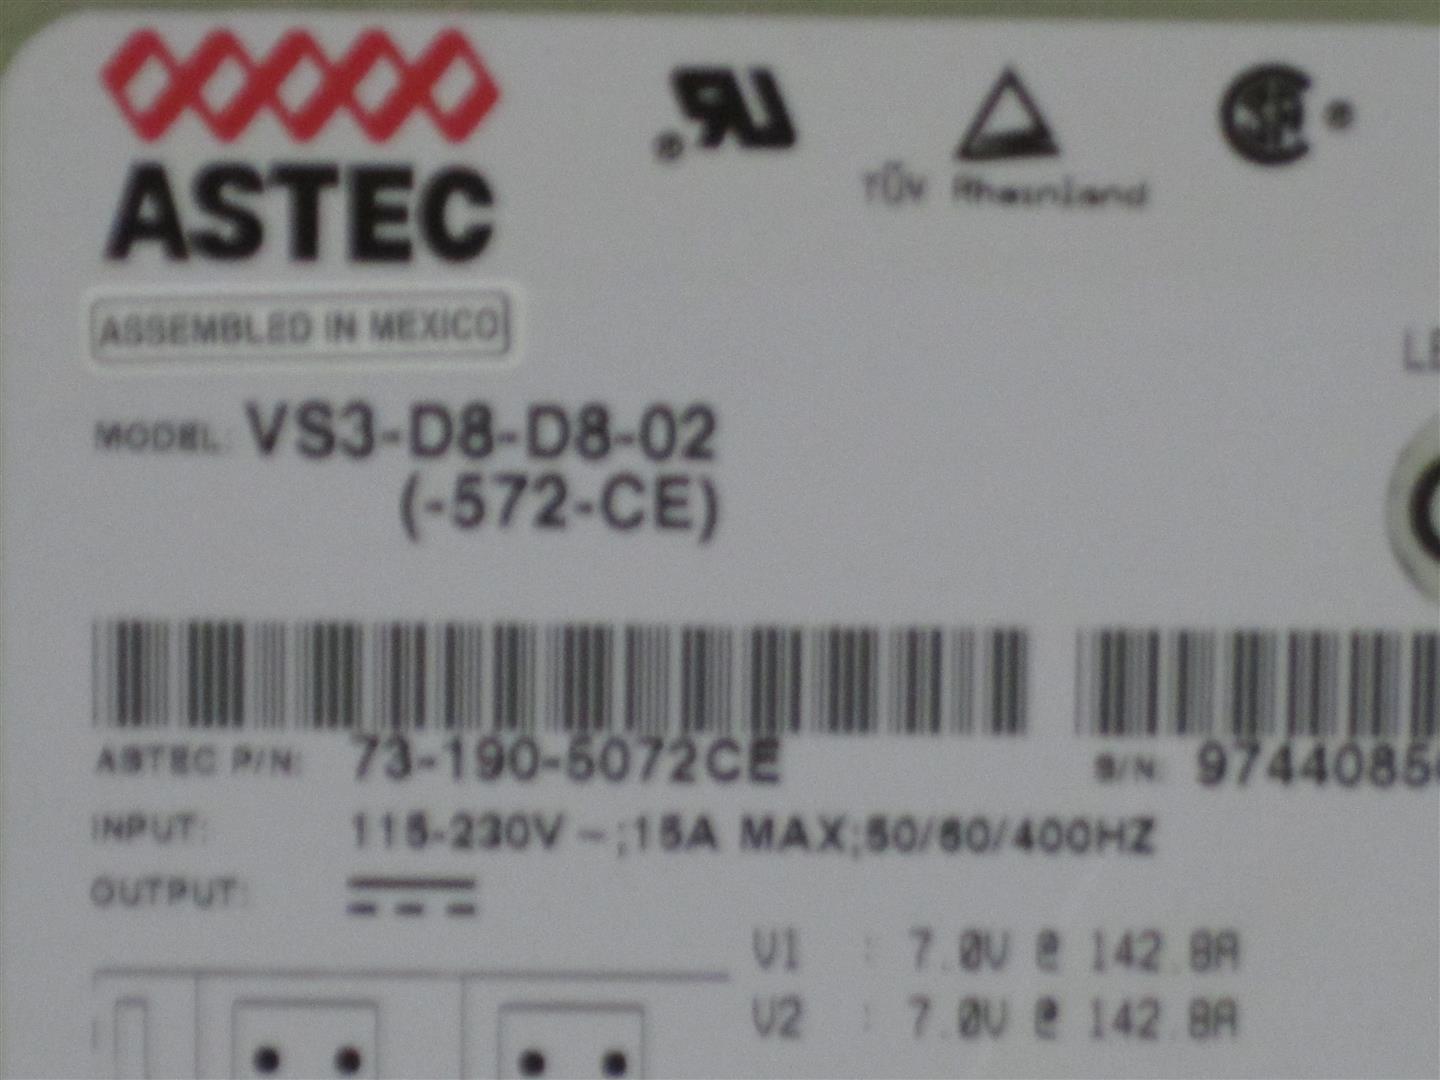 ASTEC
TÜV Rheinland
ASSEMBLED IN MEXICO
MODEL: VS3-D8-D8-02
(-572-CE)
ASTEC P/N: 73-190-5072CE
S/N: 9744085
INPUT: 115-230V~;15A MAX;50/60/400HZ
OUTPUT:
V1 : 7.0V @ 142.8A
V2 : 7.0V @ 142.8A